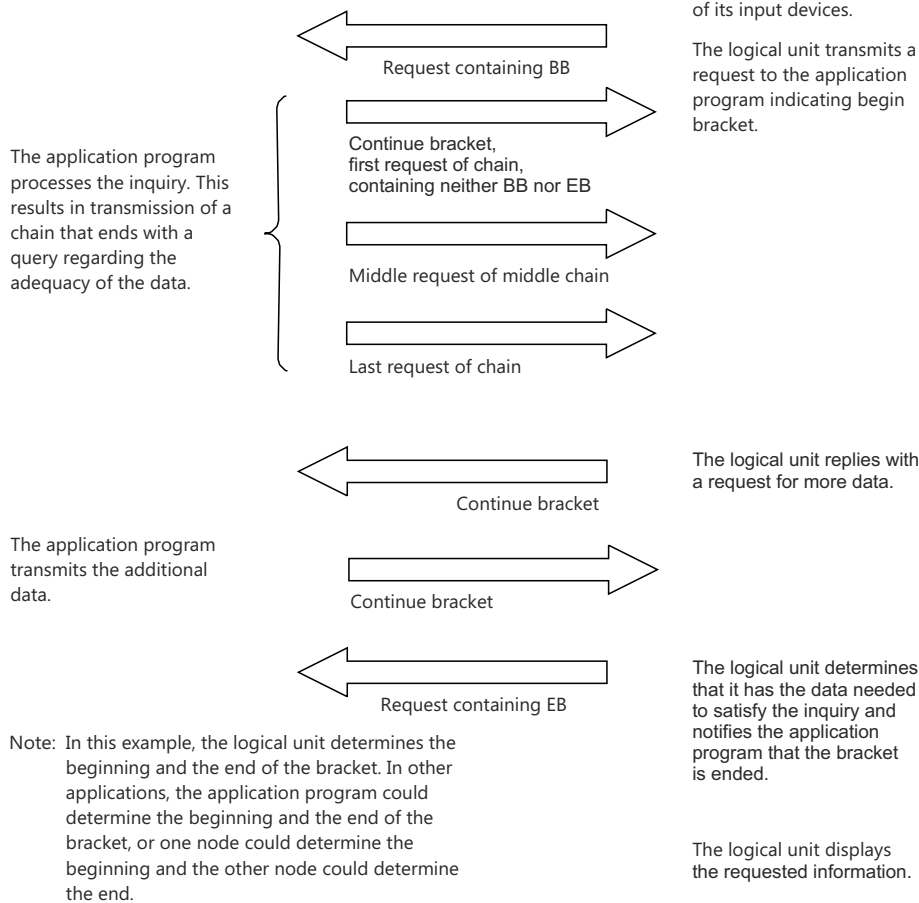 of its input devices.
Request containing BB
The logical unit transmits a
request to the application
program indicating begin
bracket.
The application program
processes the inquiry. This
results in transmission of a
chain that ends with a
query regarding the
adequacy of the data.
Continue bracket,
first request of chain,
containing neither BB nor EB
Middle request of middle chain
Last request of chain
The logical unit replies with
a request for more data.
Continue bracket
The application program
transmits the additional
data.
Continue bracket
Request containing EB
The logical unit determines
that it has the data needed
to satisfy the inquiry and
notifies the application
program that the bracket
is ended.
Note: In this example, the logical unit determines the
beginning and the end of the bracket. In other
applications, the application program could
determine the beginning and the end of the
bracket, or one node could determine the
beginning and the other node could determine
the end.
The logical unit displays
the requested information.